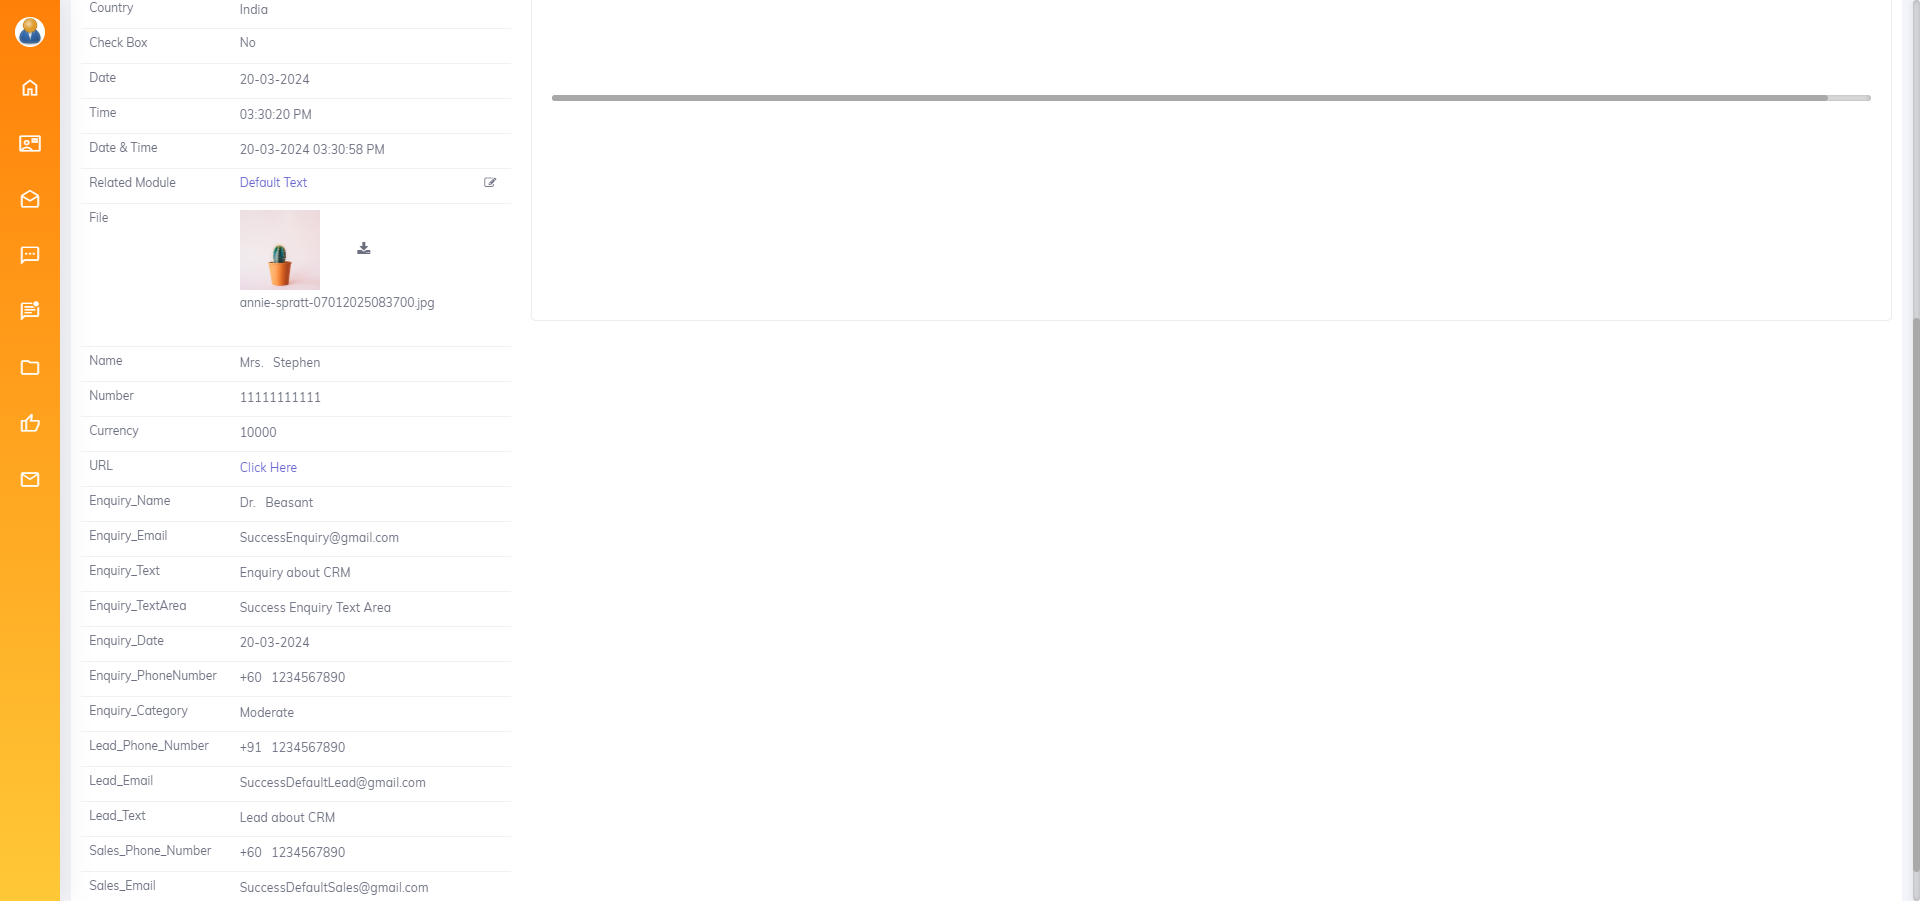 Country India
Check Box No
Date 20-03-2024
Time 03:30:20 PM
Date & Time 20-03-2024 03:30:58 PM
Related Module Default Text
File
annie-spratt-07012025083700.jpg
Name Mrs. Stephen
Number 11111111111
Currency 10000
URL Click Here
Enquiry_Name Dr. Beasant
Enquiry_Email SuccessEnquiry@gmail.com
Enquiry_Text Enquiry about CRM
Enquiry_TextArea Success Enquiry Text Area
Enquiry_Date 20-03-2024
Enquiry_PhoneNumber +60 1234567890
Enquiry_Category Moderate
Lead_Phone_Number +91 1234567890
Lead_Email SuccessDefaultLead@gmail.com
Lead_Text Lead about CRM
Sales_Phone_Number +60 1234567890
Sales_Email SuccessDefaultSales@gmail.com